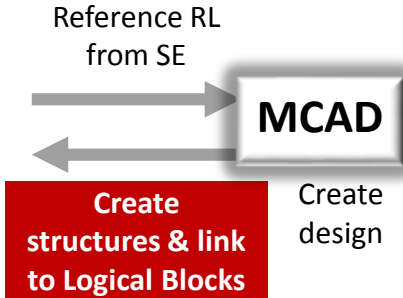 Reference RL
from SE
MCAD
Create
structures & link
to Logical Blocks
Create
design